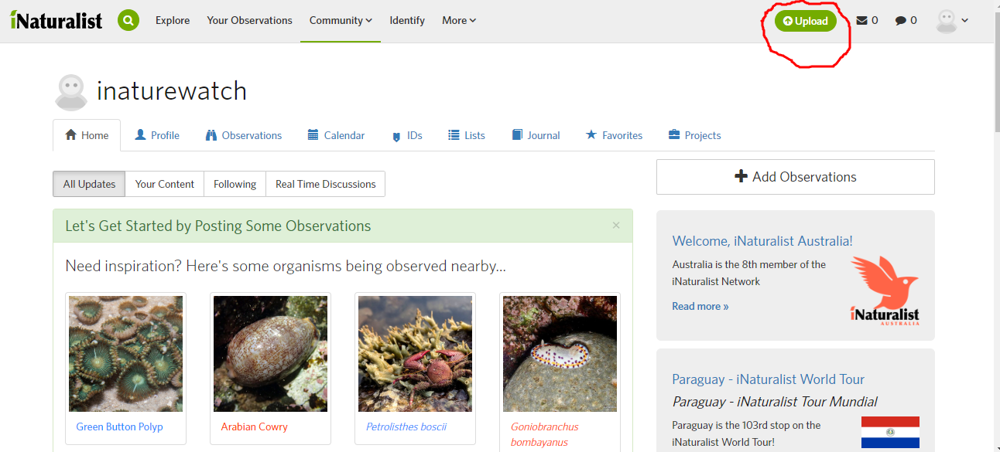 iNaturalist
Explore
Your Observations
Community
Identify
More
Upload
0
0
inaturewatch
Home
Profile
Observations
Calendar
IDs
Lists
Journal
Favorites
Projects
All Updates
Your Content
Following
Real Time Discussions
Add Observations
Let's Get Started by Posting Some Observations
×
Need inspiration? Here's some organisms being observed nearby...
Green Button Polyp
Arabian Cowry
Petrolisthes boscii
Goniobranchus
bombayanus
Welcome, iNaturalist Australia!
Australia is the 8th member of the
iNaturalist Network
Read more »
iNaturalist
AUSTRALIA
Paraguay - iNaturalist World Tour
Paraguay - iNaturalist Tour Mundial
Paraguay is the 103rd stop on the
iNaturalist World Tour!